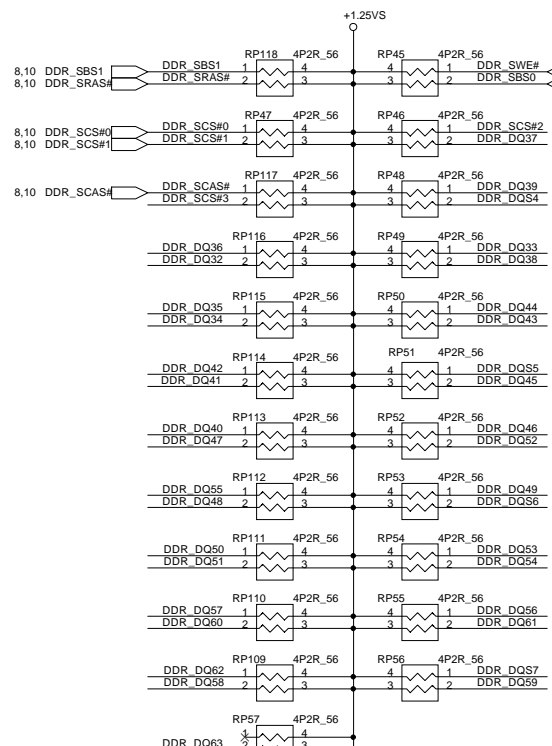 +1.25VS
RP118 4P2R_56 RP45 4P2R_56
8,10 DDR_SBS1 DDR_SBS1 1 4 4 1 DDR_SWE#
8,10 DDR_SRAS# DDR_SRAS# 2 3 3 2 DDR_SBS0
RP47 4P2R_56 RP46 4P2R_56
8,10 DDR_SCS#0 DDR_SCS#0 1 4 4 1 DDR_SCS#2
8,10 DDR_SCS#1 DDR_SCS#1 2 3 3 2 DDR_DQ37
RP117 4P2R_56 RP48 4P2R_56
8,10 DDR_SCAS# DDR_SCAS# 1 4 4 1 DDR_DQ39
DDR_SCS#3 2 3 3 2 DDR_DQS4
RP116 4P2R_56 RP49 4P2R_56
DDR_DQ36 1 4 4 1 DDR_DQ33
DDR_DQ32 2 3 3 2 DDR_DQ38
RP115 4P2R_56 RP50 4P2R_56
DDR_DQ35 1 4 4 1 DDR_DQ44
DDR_DQ34 2 3 3 2 DDR_DQ43
RP114 4P2R_56 RP51 4P2R_56
DDR_DQ42 1 4 4 1 DDR_DQS5
DDR_DQ41 2 3 3 2 DDR_DQ45
RP113 4P2R_56 RP52 4P2R_56
DDR_DQ40 1 4 4 1 DDR_DQ46
DDR_DQ47 2 3 3 2 DDR_DQ52
RP112 4P2R_56 RP53 4P2R_56
DDR_DQ55 1 4 4 1 DDR_DQ49
DDR_DQ48 2 3 3 2 DDR_DQS6
RP111 4P2R_56 RP54 4P2R_56
DDR_DQ50 1 4 4 1 DDR_DQ53
DDR_DQ51 2 3 3 2 DDR_DQ54
RP110 4P2R_56 RP55 4P2R_56
DDR_DQ57 1 4 4 1 DDR_DQ56
DDR_DQ60 2 3 3 2 DDR_DQ61
RP109 4P2R_56 RP56 4P2R_56
DDR_DQ62 1 4 4 1 DDR_DQS7
DDR_DQ58 2 3 3 2 DDR_DQ59
RP57 4P2R_56
1 4
DDR_DQ63 2 3